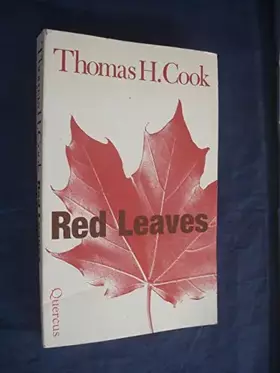 Thomas H. Cook
Red Leaves
Quercus